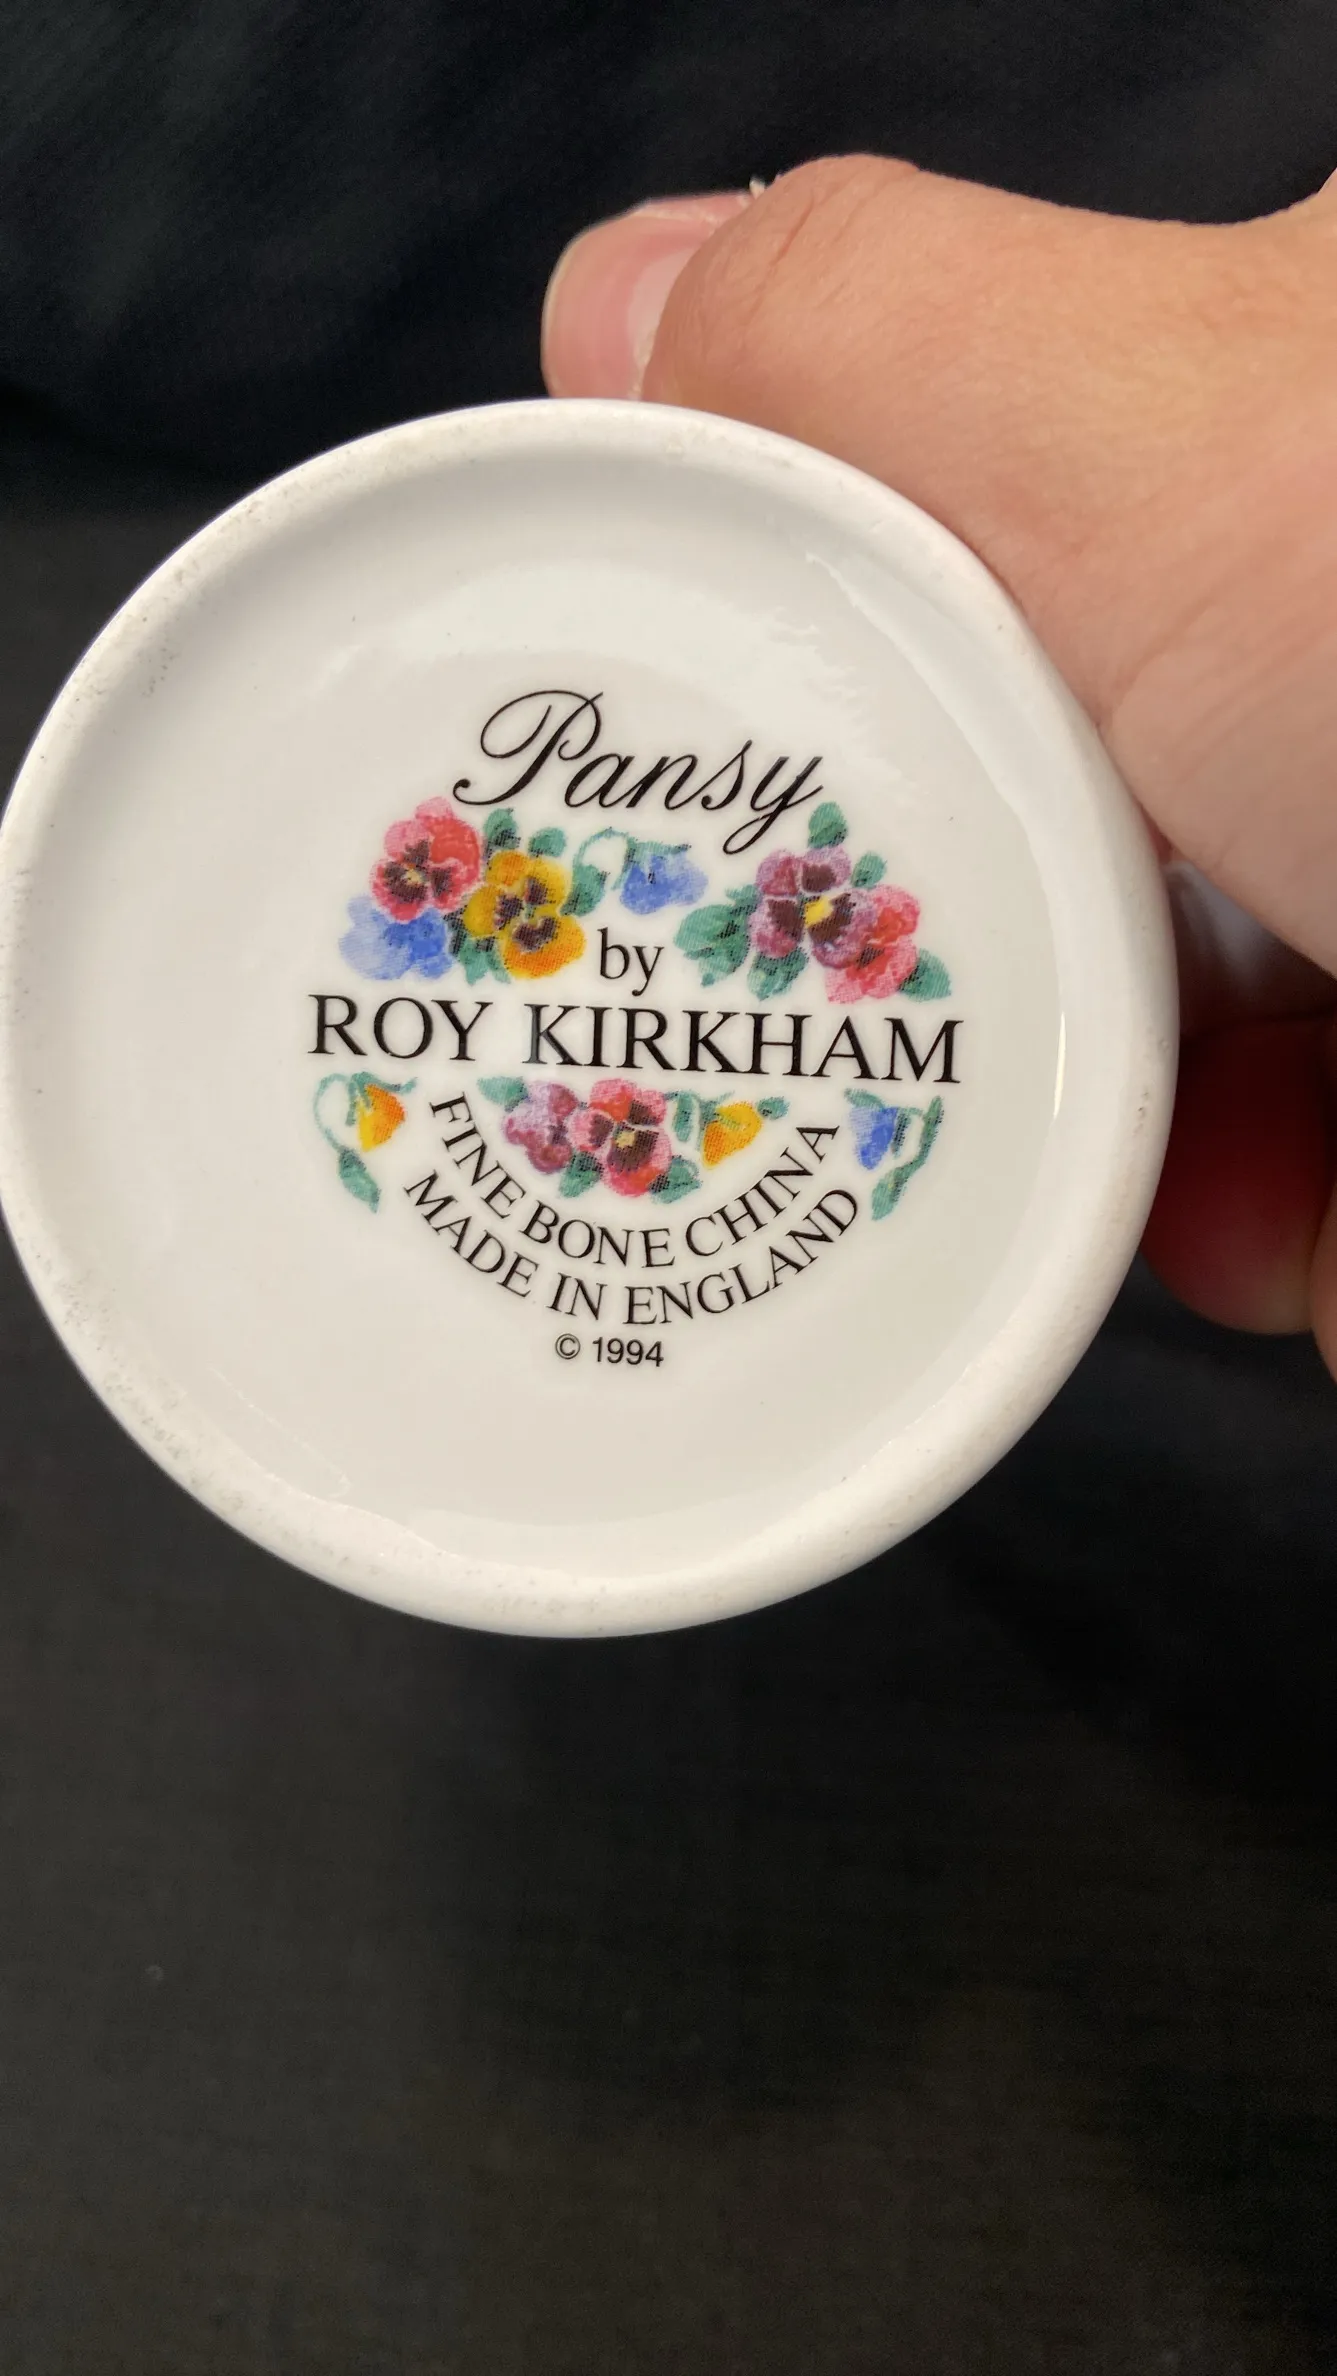 Pansy
by
ROY KIRKHAM
FINE BONE CHINA
MADE IN ENGLAND
© 1994